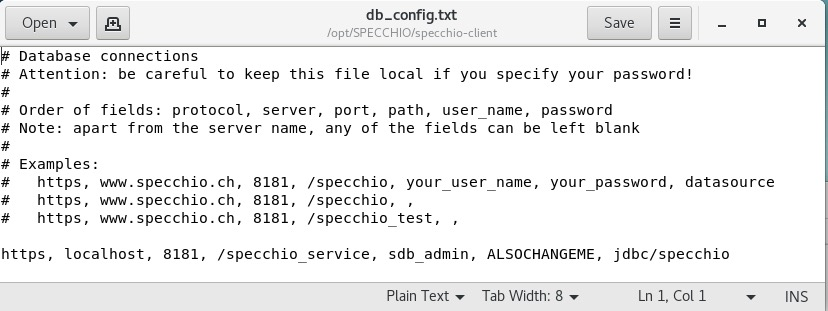 Open
db_config.txt
/opt/SPECCHIO/specchio-client
Save
# Database connections
# Attention: be careful to keep this file local if you specify your password!
#
# Order of fields: protocol, server, port, path, user_name, password
# Note: apart from the server name, any of the fields can be left blank
#
# Examples:
#   https, www.specchio.ch, 8181, /specchio, your_user_name, your_password, datasource
#   https, www.specchio.ch, 8181, /specchio, ,
#   https, www.specchio.ch, 8181, /specchio_test, ,
https, localhost, 8181, /specchio_service, sdb_admin, ALSOCHANGEME, jdbc/specchio
Plain Text Tab Width: 8 Ln 1, Col 1 INS